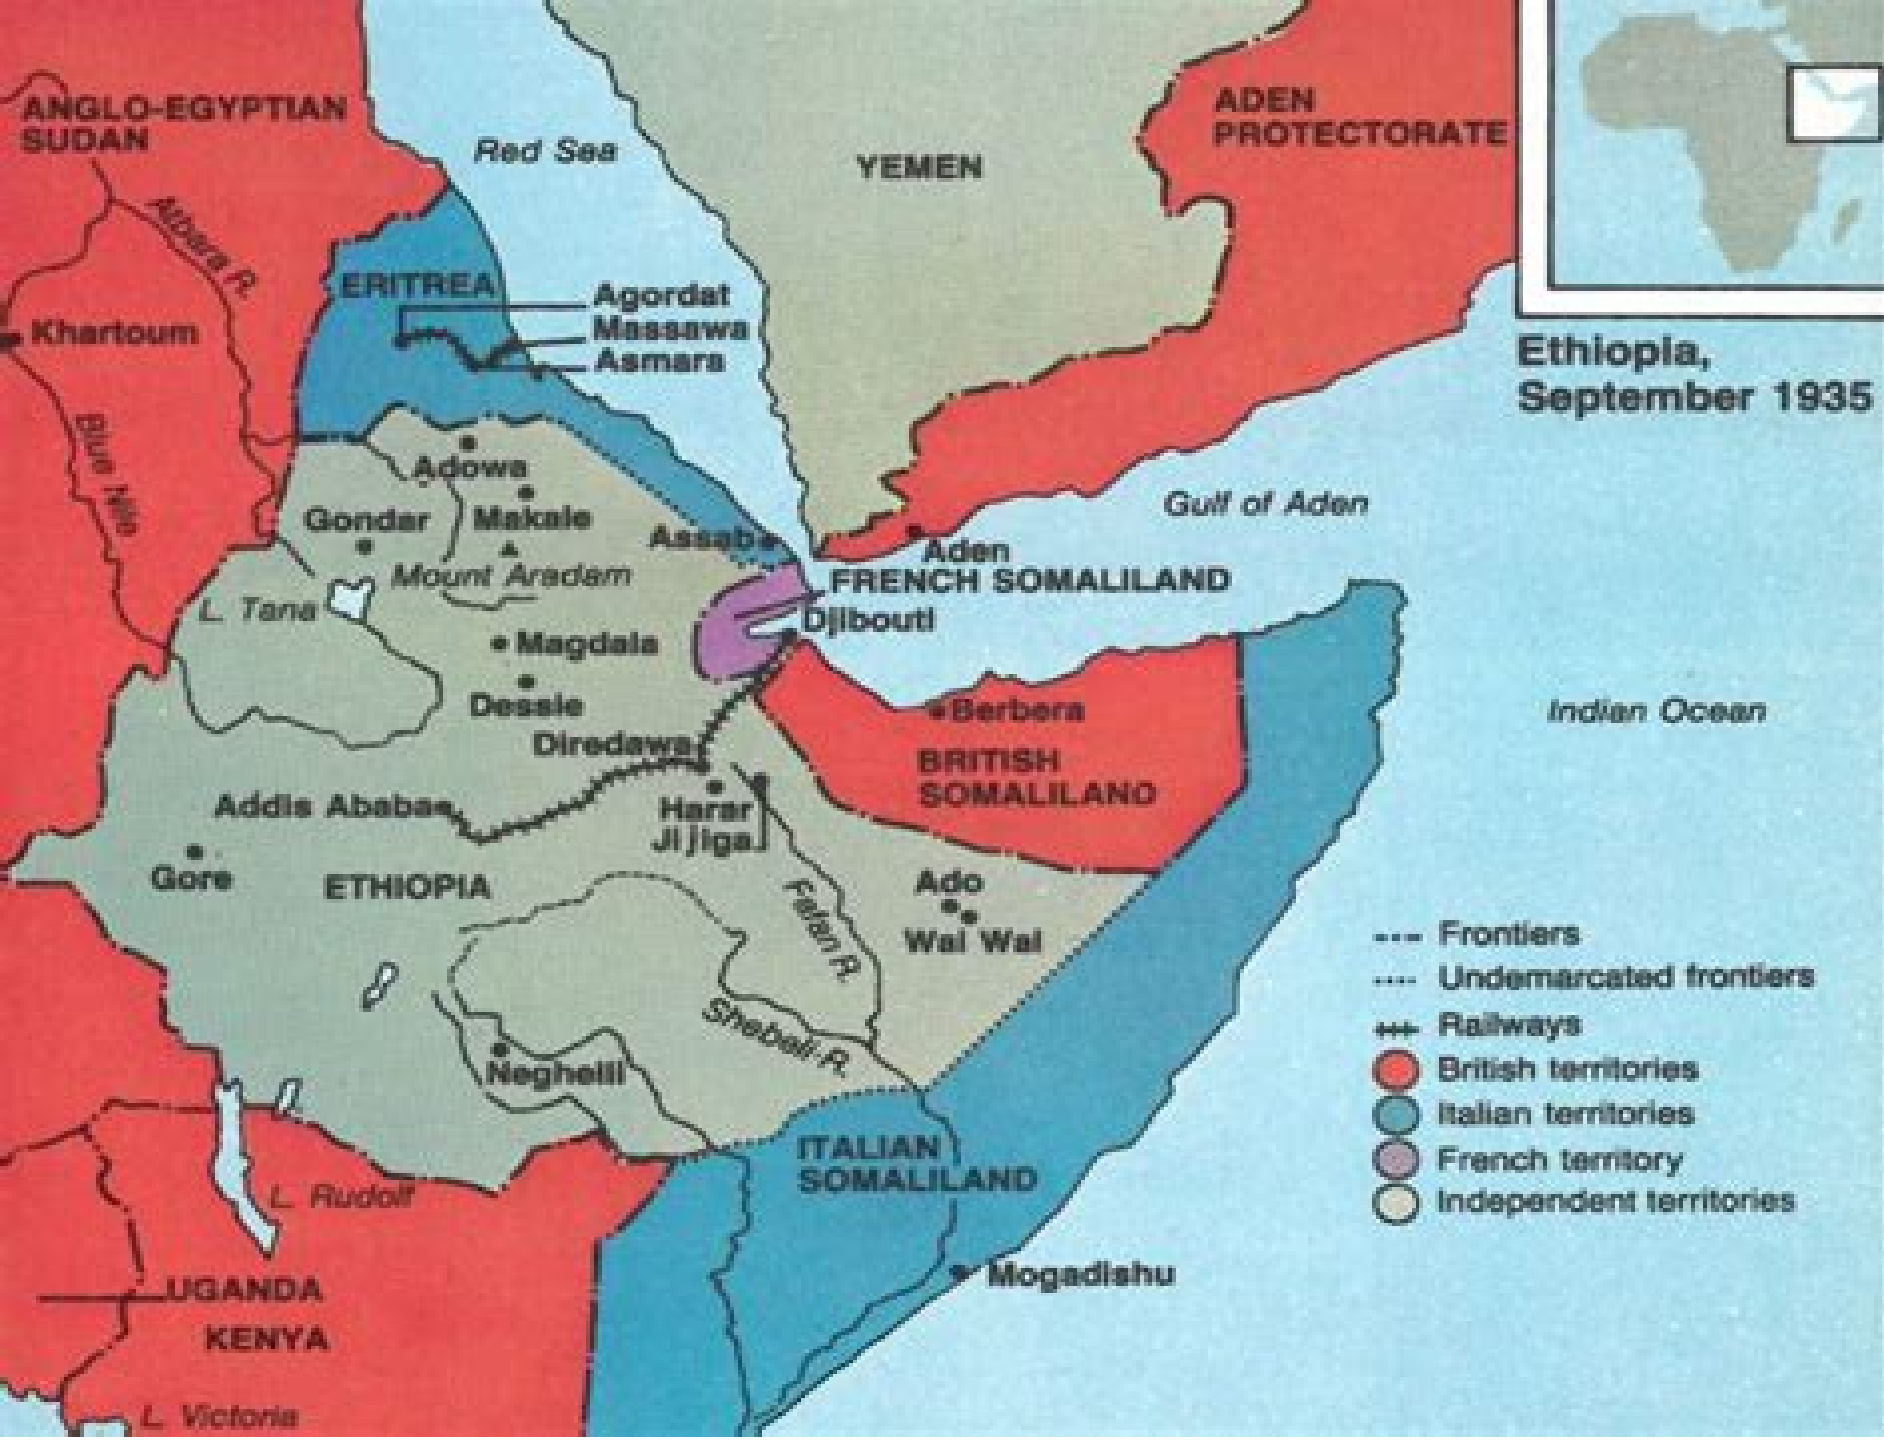 ANGLO-EGYPTIAN
SUDAN
Red Sea
YEMEN
ADEN
PROTECTORATE
Atbara R.
ERITREA
Agordat
Massawa
Asmara
Khartoum
Ethiopia,
September 1935
Blue Nile
Adowa
Gondar
Makale
Assab
Gulf of Aden
Aden
Mount Aradam
FRENCH SOMALILAND
L. Tana
Djibouti
Magdala
Dessie
Berbera
Indian Ocean
Diredawa
BRITISH
SOMALILAND
Addis Ababa
Harar
Jijiga
Gore
ETHIOPIA
Ado
Wal Wal
Fafan R.
Shebeli R.
Neghelli
Frontiers
Undemarcated frontiers
Railways
British territories
Italian territories
French territory
Independent territories
ITALIAN
SOMALILAND
L. Rudolf
Mogadishu
UGANDA
KENYA
L. Victoria